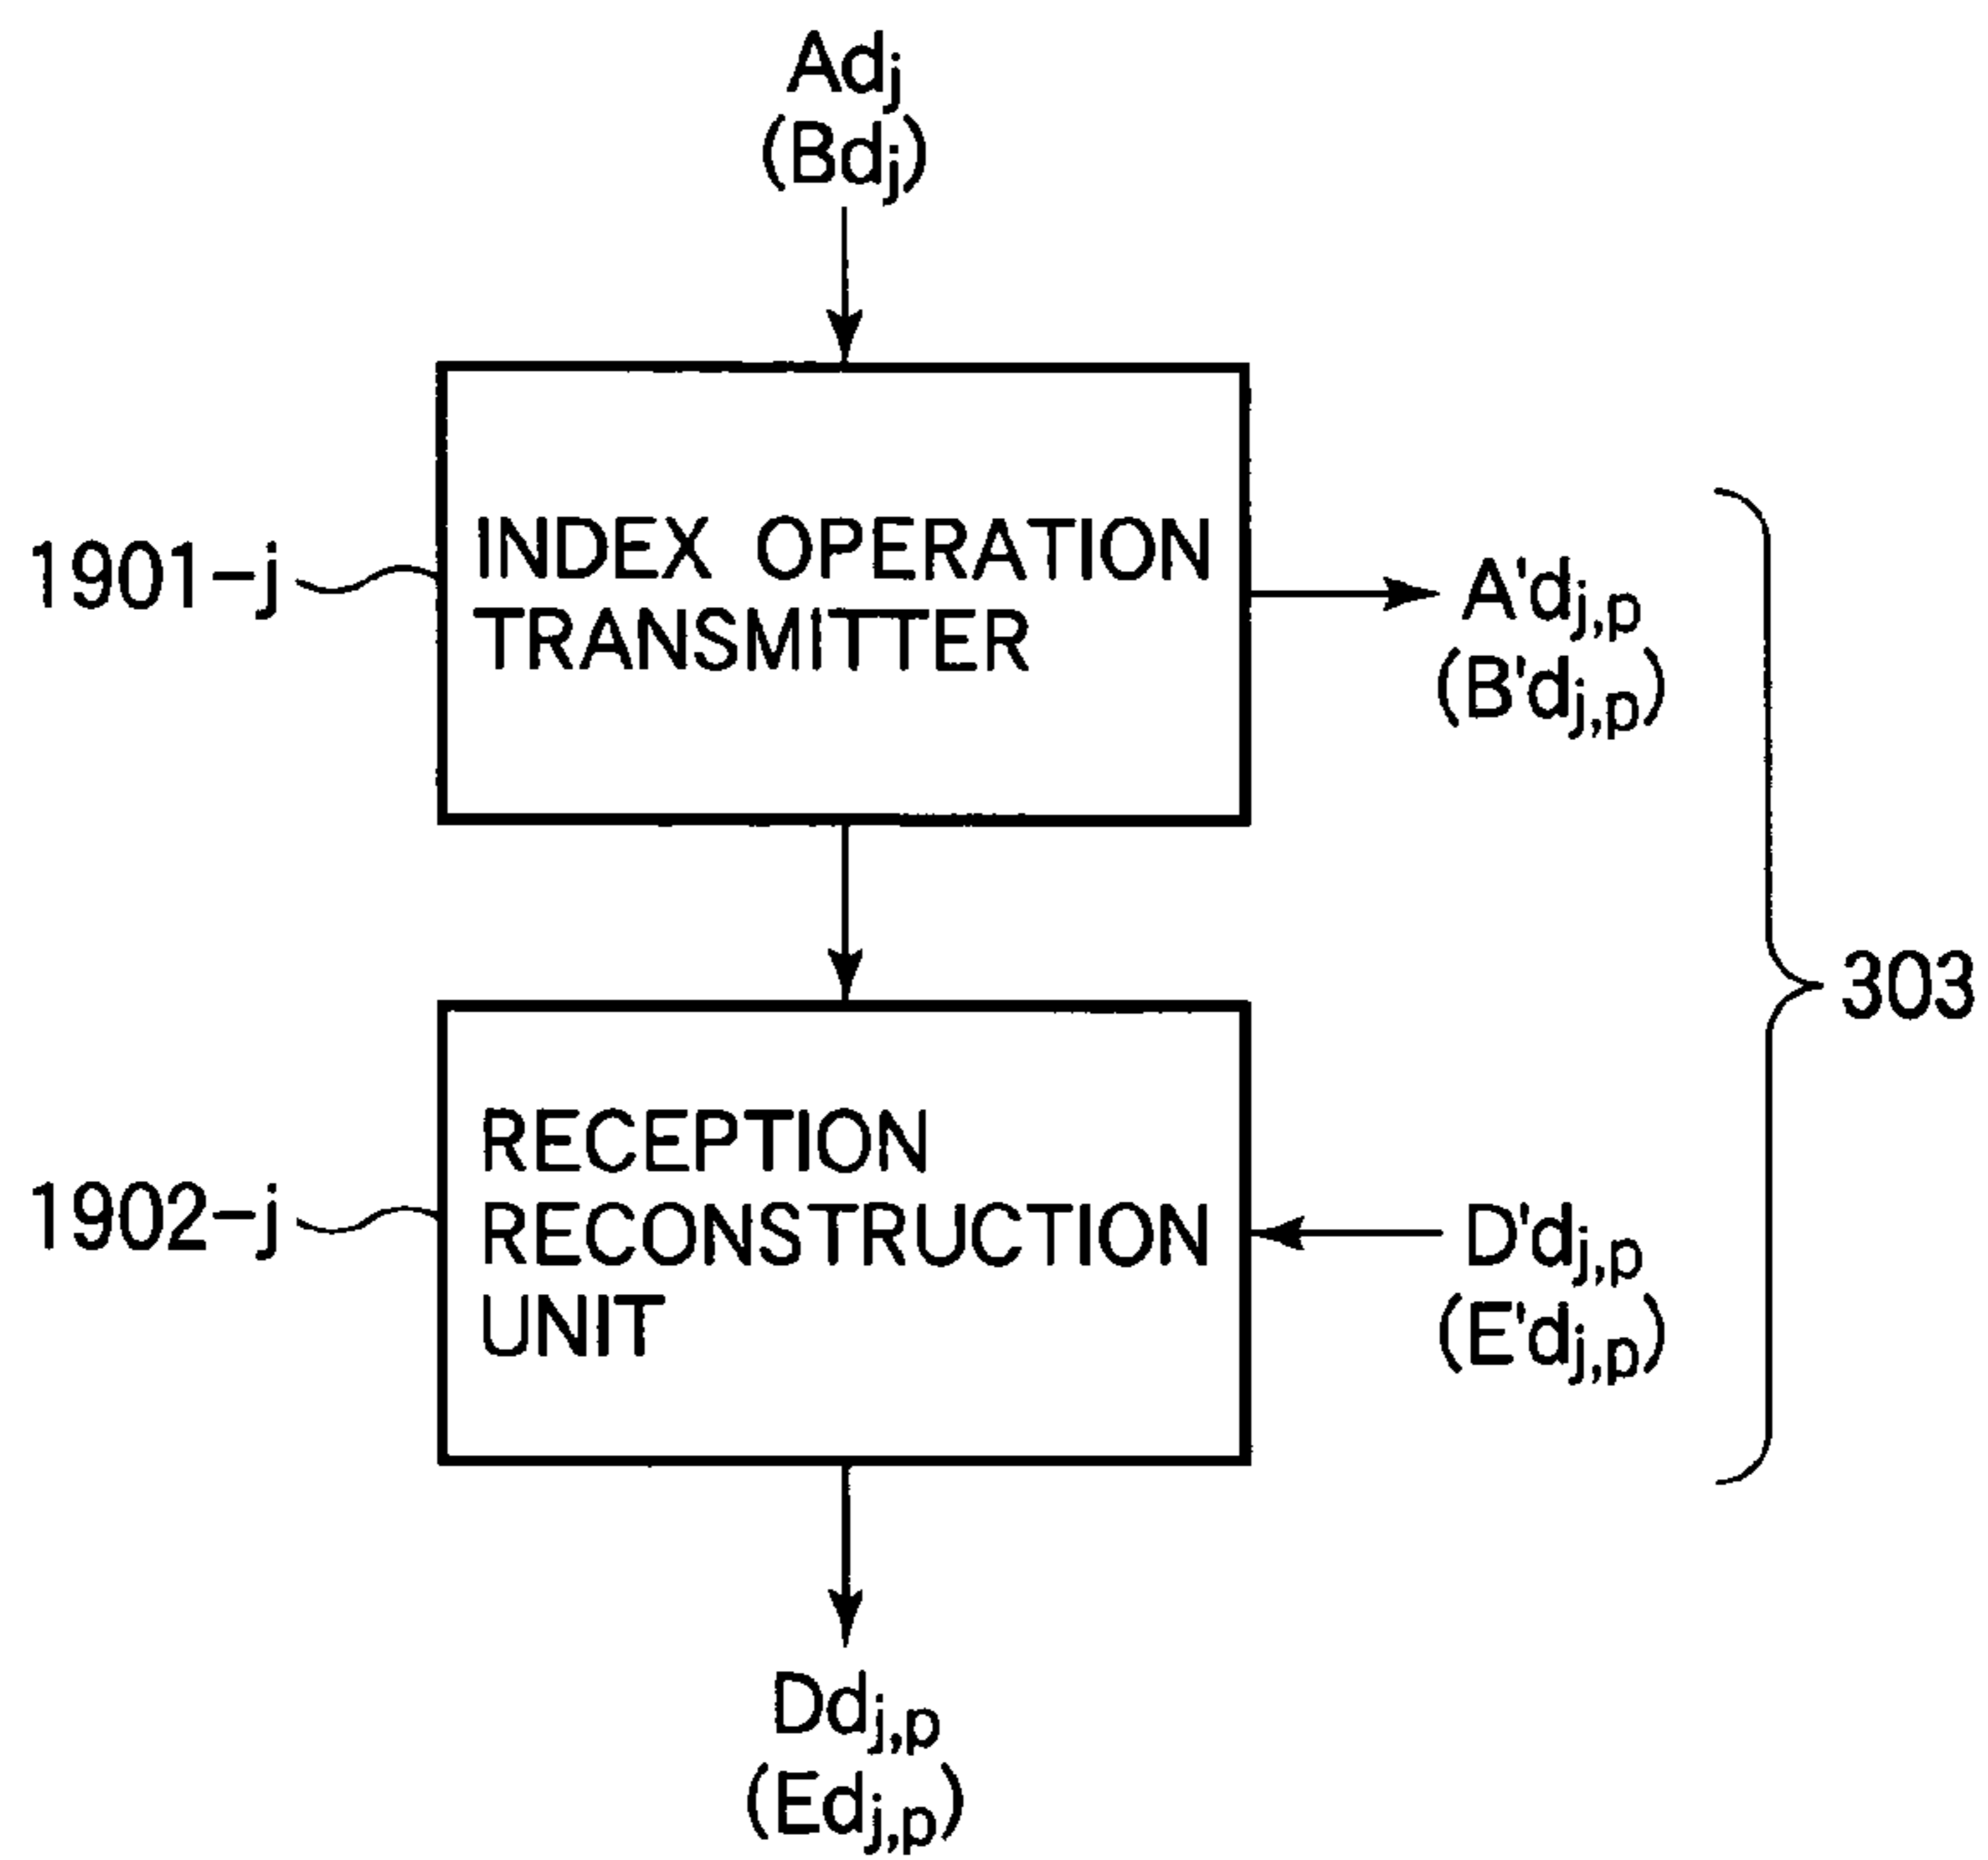 Adj
(Bdj)
1901-j
INDEX OPERATION
TRANSMITTER
A'dj,p
(B'dj,p)
303
1902-j
RECEPTION
RECONSTRUCTION
UNIT
D'dj,p
(E'dj,p)
Ddj,p
(Edj,p)